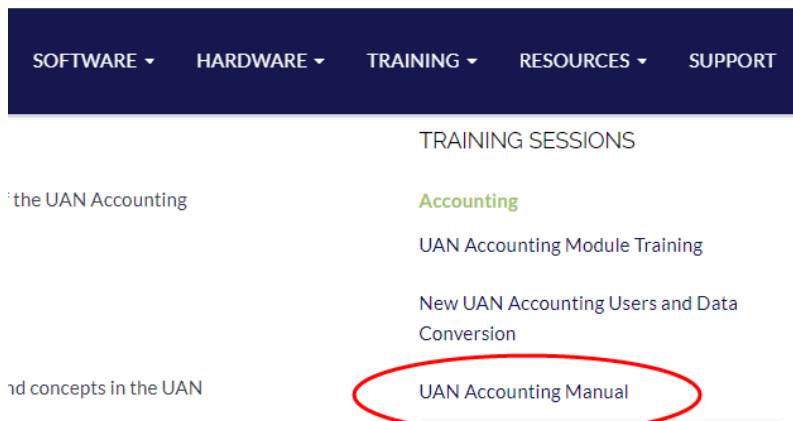 SOFTWARE HARDWARE TRAINING RESOURCES SUPPORT
TRAINING SESSIONS
the UAN Accounting
Accounting
UAN Accounting Module Training
New UAN Accounting Users and Data
Conversion
concepts in the UAN
UAN Accounting Manual